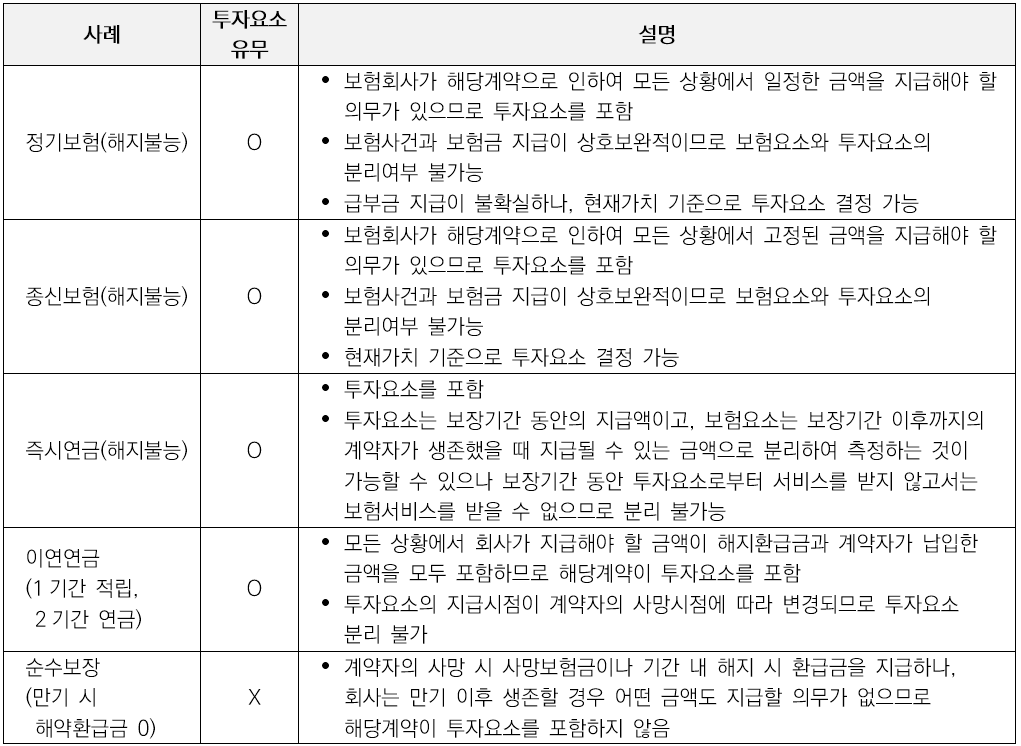 사례
투자요소
유무
설명
정기보험(해지불능)
O
• 보험회사가 해당계약으로 인하여 모든 상황에서 일정한 금액을 지급해야 할
의무가 있으므로 투자요소를 포함
• 보험사건과 보험금 지급이 상호보완적이므로 보험요소와 투자요소의
분리여부 불가능
• 급부금 지급이 불확실하나, 현재가치 기준으로 투자요소 결정 가능
종신보험(해지불능)
O
• 보험회사가 해당계약으로 인하여 모든 상황에서 고정된 금액을 지급해야 할
의무가 있으므로 투자요소를 포함
• 보험사건과 보험금 지급이 상호보완적이므로 보험요소와 투자요소의
분리여부 불가능
• 현재가치 기준으로 투자요소 결정 가능
즉시연금(해지불능)
O
• 투자요소를 포함
• 투자요소는 보장기간 동안의 지급액이고, 보험요소는 보장기간 이후까지의
계약자가 생존했을 때 지급될 수 있는 금액으로 분리하여 측정하는 것이
가능할 수 있으나 보장기간 동안 투자요소로부터 서비스를 받지 않고서는
보험서비스를 받을 수 없으므로 분리 불가능
이연연금
(1기간 적립,
2기간 연금)
O
• 모든 상황에서 회사가 지급해야 할 금액이 해지환급금과 계약자가 납입한
금액을 모두 포함하므로 해당계약이 투자요소를 포함
• 투자요소의 지급시점이 계약자의 사망시점에 따라 변경되므로 투자요소
분리 불가
순수보장
(만기 시
해약환급금 0)
X
• 계약자의 사망 시 사망보험금이나 기간 내 해지 시 환급금을 지급하나,
회사는 만기 이후 생존할 경우 어떤 금액도 지급할 의무가 없으므로
해당계약이 투자요소를 포함하지 않음